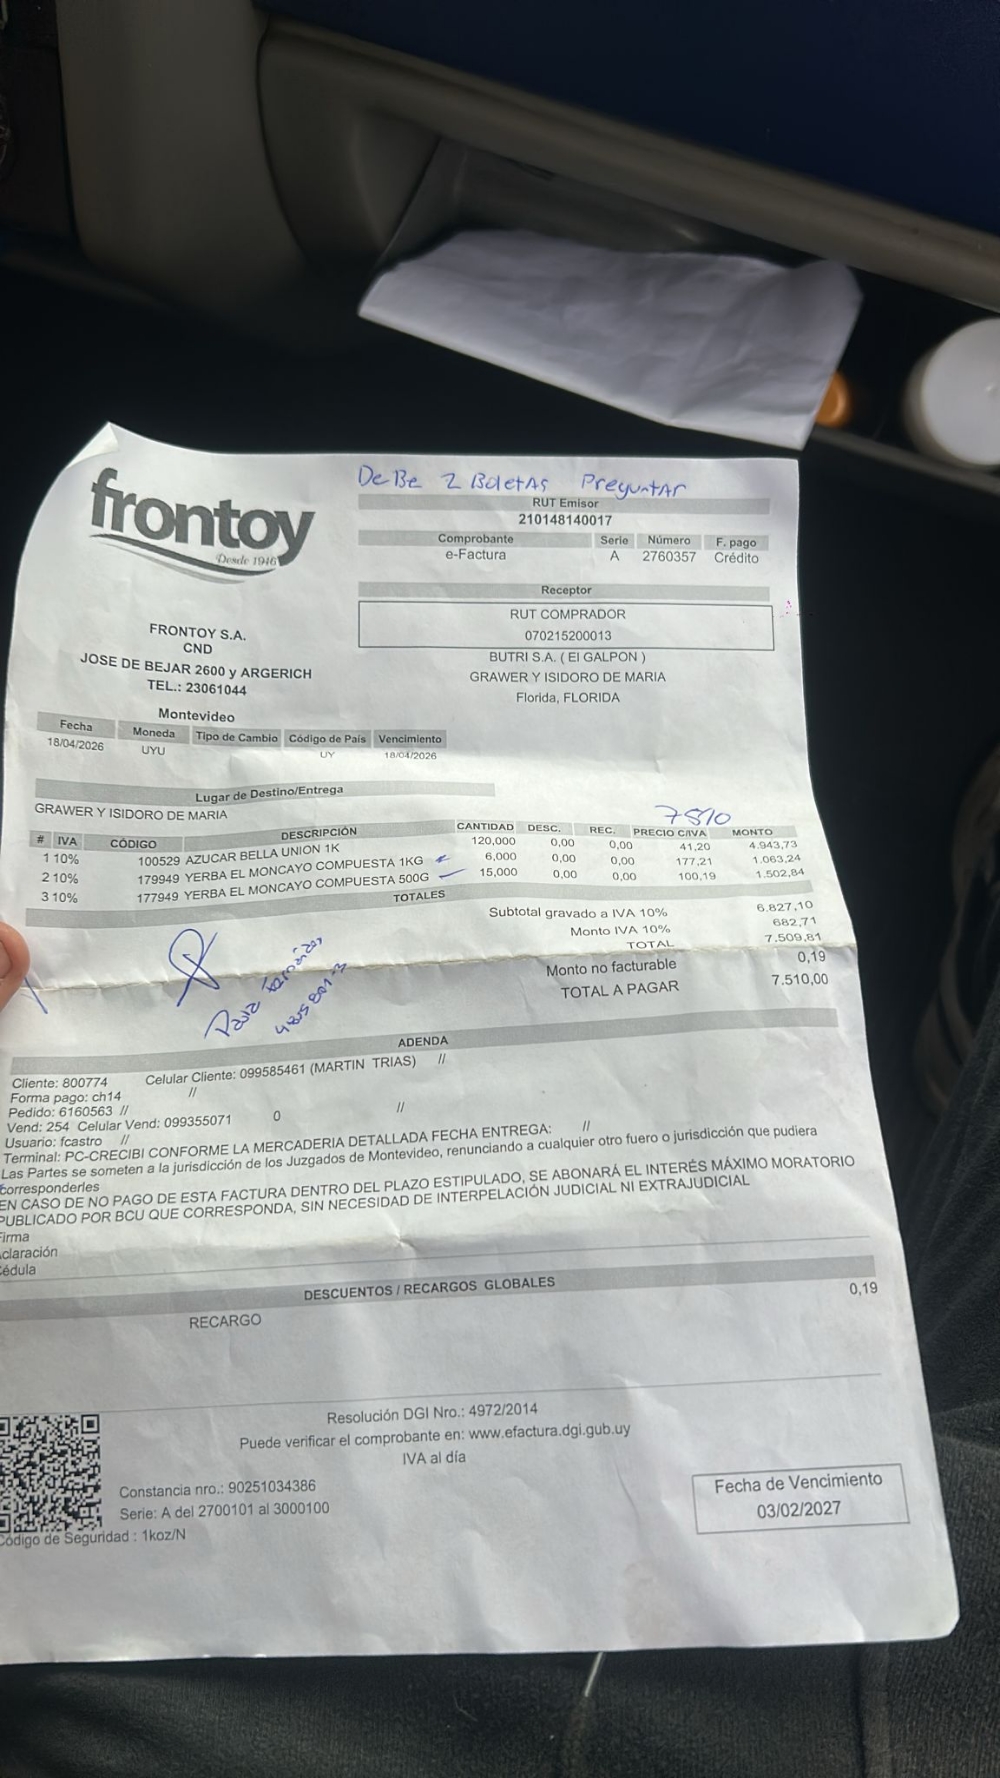 DeBe 2 BoletAs PreguntAr
frontoy
Desde 1946
RUT Emisor
210148140017
Comprobante Serie Número F. pago
e-Factura A 2760357 Crédito
Receptor
RUT COMPRADOR
070215200013
BUTRI S.A. ( El GALPON )
GRAWER Y ISIDORO DE MARIA
Florida, FLORIDA
FRONTOY S.A.
CND
JOSE DE BEJAR 2600 y ARGERICH
TEL.: 23061044
Montevideo
Fecha Moneda Tipo de Cambio Código de País Vencimiento
18/04/2026 UYU UY 18/04/2026
Lugar de Destino/Entrega
GRAWER Y ISIDORO DE MARIA
7510
# IVA CÓDIGO DESCRIPCIÓN CANTIDAD DESC. REC. PRECIO C/IVA MONTO
1 10% 100529 AZUCAR BELLA UNION 1K 120,000 0,00 0,00 41,20 4.943,73
2 10% 179949 YERBA EL MONCAYO COMPUESTA 1KG 6,000 0,00 0,00 177,21 1.063,24
3 10% 177949 YERBA EL MONCAYO COMPUESTA 500G 15,000 0,00 0,00 100,19 1.502,84
TOTALES
Subtotal gravado a IVA 10% 6.827,10
Monto IVA 10% 682,71
TOTAL 7.509,81
Monto no facturable 0,19
TOTAL A PAGAR 7.510,00
ADENDA
Cliente: 800774 Celular Cliente: 099585461 (MARTIN TRIAS) //
Forma pago: ch14 //
Pedido: 6160563 //
Vend: 254 Celular Vend: 099355071 0 //
Usuario: fcastro //
Terminal: PC-CRECIBI CONFORME LA MERCADERIA DETALLADA FECHA ENTREGA: //
Las Partes se someten a la jurisdicción de los Juzgados de Montevideo, renunciando a cualquier otro fuero o jurisdicción que pudiera
corresponderles
EN CASO DE NO PAGO DE ESTA FACTURA DENTRO DEL PLAZO ESTIPULADO, SE ABONARÁ EL INTERÉS MÁXIMO MORATORIO
PUBLICADO POR BCU QUE CORRESPONDA, SIN NECESIDAD DE INTERPELACIÓN JUDICIAL NI EXTRAJUDICIAL
Firma
Aclaración
Cédula
DESCUENTOS / RECARGOS GLOBALES
RECARGO 0,19
Resolución DGI Nro.: 4972/2014
Puede verificar el comprobante en: www.efactura.dgi.gub.uy
IVA al día
Constancia nro.: 90251034386
Serie: A del 2700101 al 3000100
Código de Seguridad : 1koz/N
Fecha de Vencimiento
03/02/2027